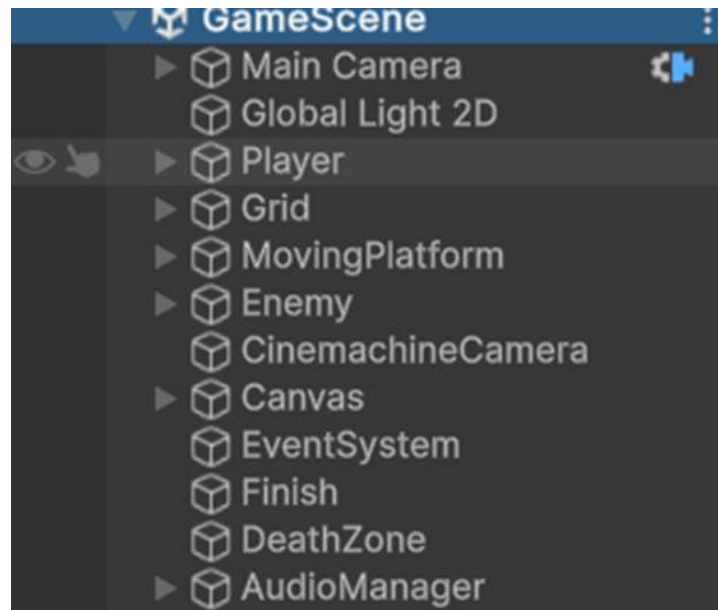 GameScene
Main Camera
Global Light 2D
Player
Grid
MovingPlatform
Enemy
CinemachineCamera
Canvas
EventSystem
Finish
DeathZone
AudioManager